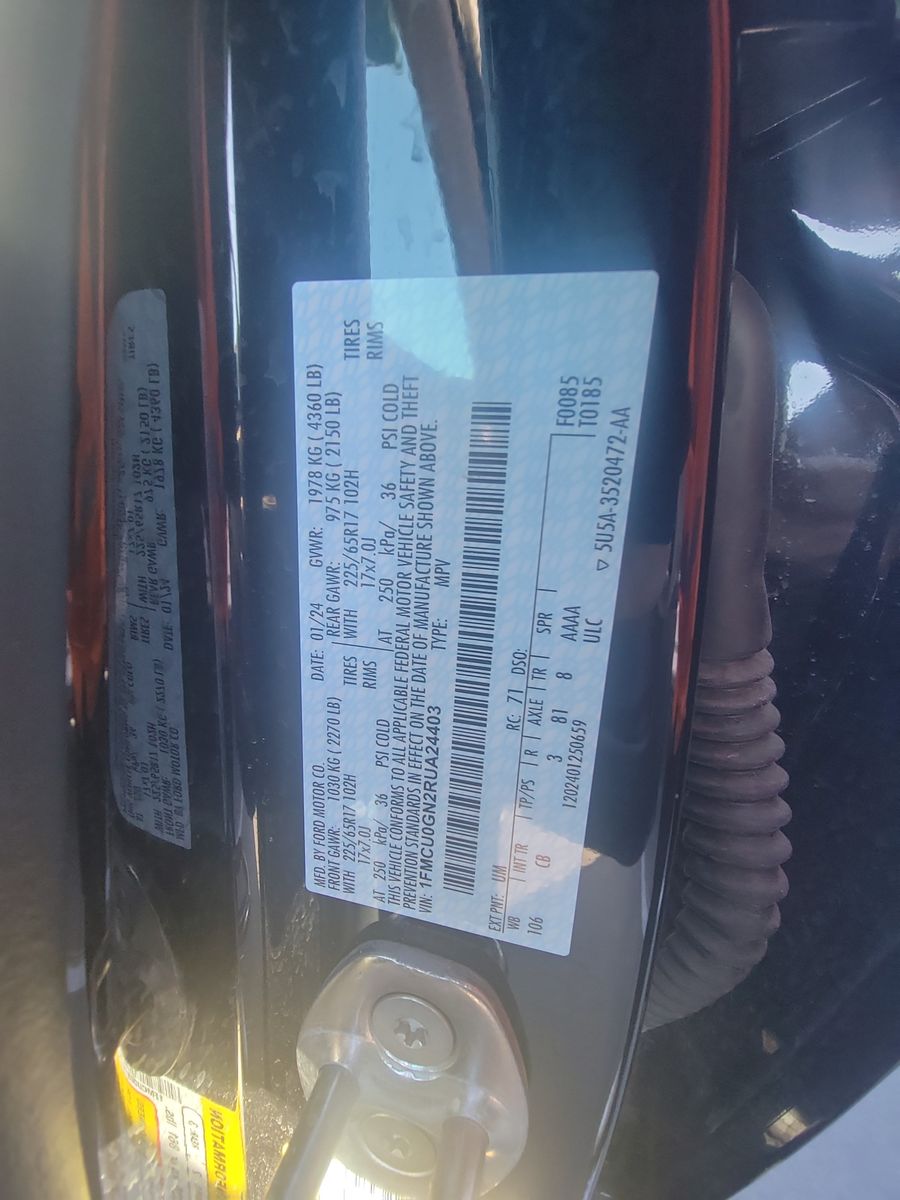 MFD. BY FORD MOTOR CO.
DATE: 01/24 GVWR: 1978 KG ( 4360 LB)
FRONT GAWR: 1030 KG ( 2270 LB) REAR GAWR: 975 KG ( 2150 LB)
WITH 225/65R17 102H TIRES WITH 225/65R17 102H TIRES
17x7.0J RIMS 17x7.0J RIMS
AT 250 kPa/ 36 PSI COLD AT 250 kPa/ 36 PSI COLD
THIS VEHICLE CONFORMS TO ALL APPLICABLE FEDERAL MOTOR VEHICLE SAFETY AND THEFT
PREVENTION STANDARDS IN EFFECT ON THE DATE OF MANUFACTURE SHOWN ABOVE.
VIN: 1FMCU0GN2RUA24403 TYPE: MPV
EXT PNT: UM RC: 71 DSO:
WB INT TR TP/PS R AXLE TR SPR
106 CB 3 81 8 AAAA
F0085
T0185
1202401250659 ULC
5U5A-3520472-AA